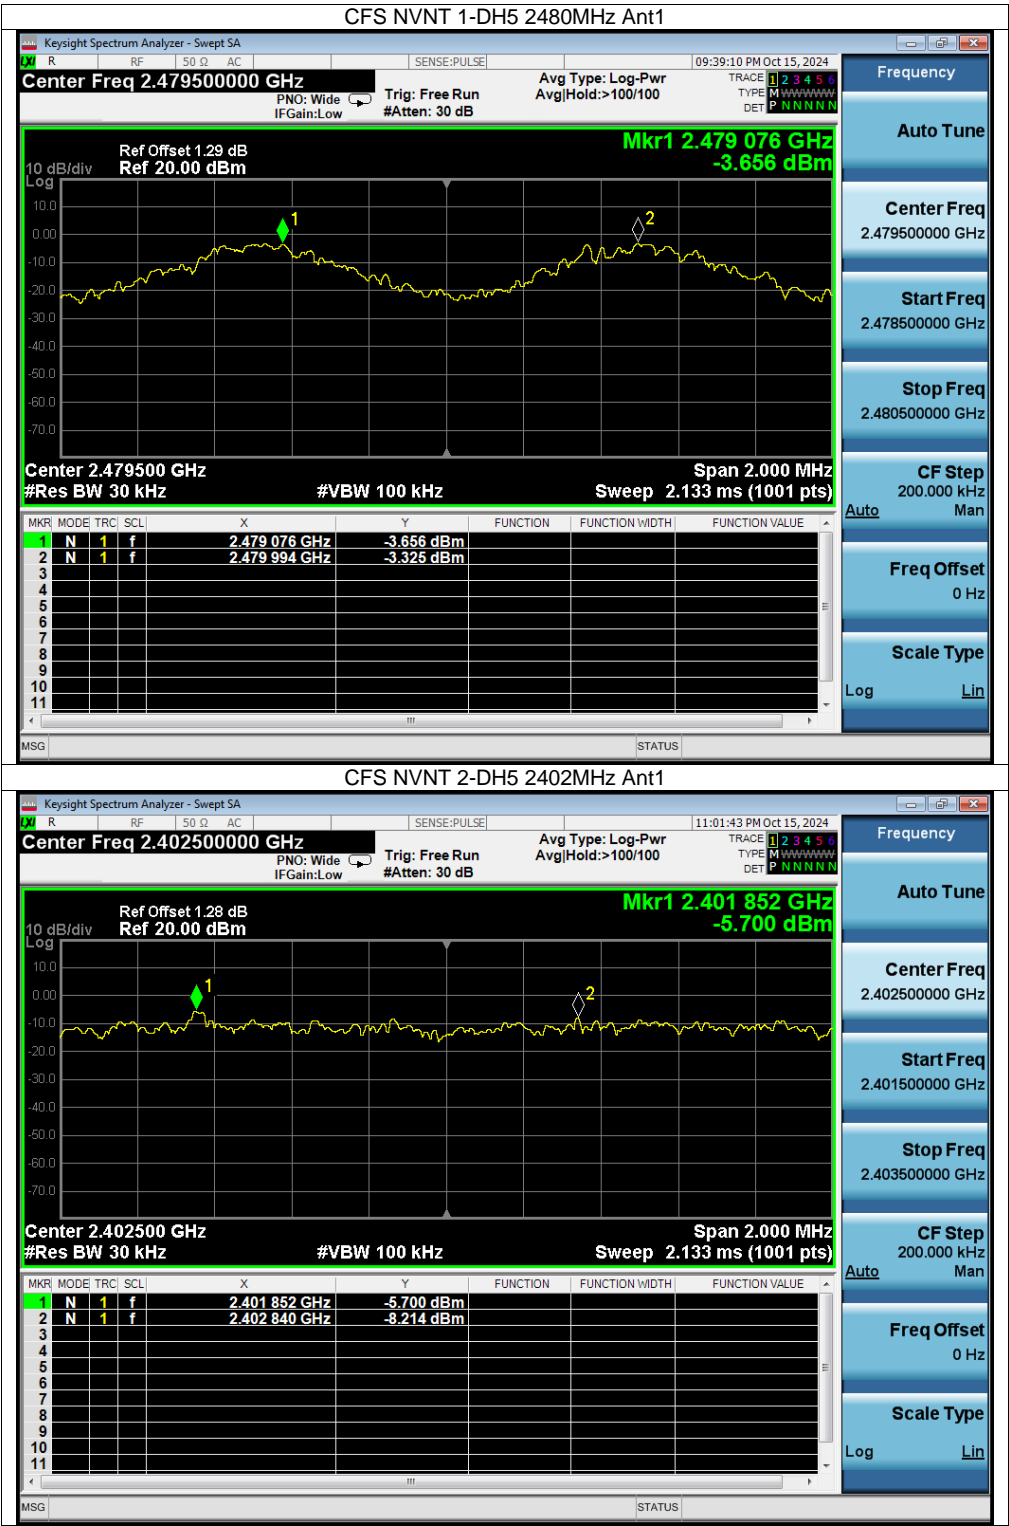 CFS NVNT 1-DH5 2480MHz Ant1
Keysight Spectrum Analyzer - Swept SA
LXI R RF 50 Ω AC SENSE:PULSE 09:39:10 PM Oct 15, 2024
Center Freq 2.479500000 GHz
PNO: Wide
IFGain:Low
Trig: Free Run
#Atten: 30 dB
Avg Type: Log-Pwr
Avg|Hold:>100/100
TRACE 1 2 3 4 5 6
TYPE M WWWWW
DET P N N N N N
Ref Offset 1.29 dB
Ref 20.00 dBm
10 dB/div
Log
Mkr1 2.479 076 GHz
-3.656 dBm
10.0
0.00
-10.0
-20.0
-30.0
-40.0
-50.0
-60.0
-70.0
1
2
Center 2.479500 GHz Span 2.000 MHz
#Res BW 30 kHz #VBW 100 kHz Sweep 2.133 ms (1001 pts)
MKR MODE TRC SCL X Y FUNCTION FUNCTION WIDTH FUNCTION VALUE
1 N 1 f 2.479 076 GHz -3.656 dBm
2 N 1 f 2.479 994 GHz -3.325 dBm
3
4
5
6
7
8
9
10
11
MSG STATUS
Frequency
Auto Tune
Center Freq
2.479500000 GHz
Start Freq
2.478500000 GHz
Stop Freq
2.480500000 GHz
CF Step
200.000 kHz
Auto Man
Freq Offset
0 Hz
Scale Type
Log Lin
CFS NVNT 2-DH5 2402MHz Ant1
Keysight Spectrum Analyzer - Swept SA
LXI R RF 50 Ω AC SENSE:PULSE 11:01:43 PM Oct 15, 2024
Center Freq 2.402500000 GHz
PNO: Wide
IFGain:Low
Trig: Free Run
#Atten: 30 dB
Avg Type: Log-Pwr
Avg|Hold:>100/100
TRACE 1 2 3 4 5 6
TYPE M WWWWW
DET P N N N N N
Ref Offset 1.28 dB
Ref 20.00 dBm
10 dB/div
Log
Mkr1 2.401 852 GHz
-5.700 dBm
10.0
0.00
-10.0
-20.0
-30.0
-40.0
-50.0
-60.0
-70.0
1
2
Center 2.402500 GHz Span 2.000 MHz
#Res BW 30 kHz #VBW 100 kHz Sweep 2.133 ms (1001 pts)
MKR MODE TRC SCL X Y FUNCTION FUNCTION WIDTH FUNCTION VALUE
1 N 1 f 2.401 852 GHz -5.700 dBm
2 N 1 f 2.402 840 GHz -8.214 dBm
3
4
5
6
7
8
9
10
11
MSG STATUS
Frequency
Auto Tune
Center Freq
2.402500000 GHz
Start Freq
2.401500000 GHz
Stop Freq
2.403500000 GHz
CF Step
200.000 kHz
Auto Man
Freq Offset
0 Hz
Scale Type
Log Lin